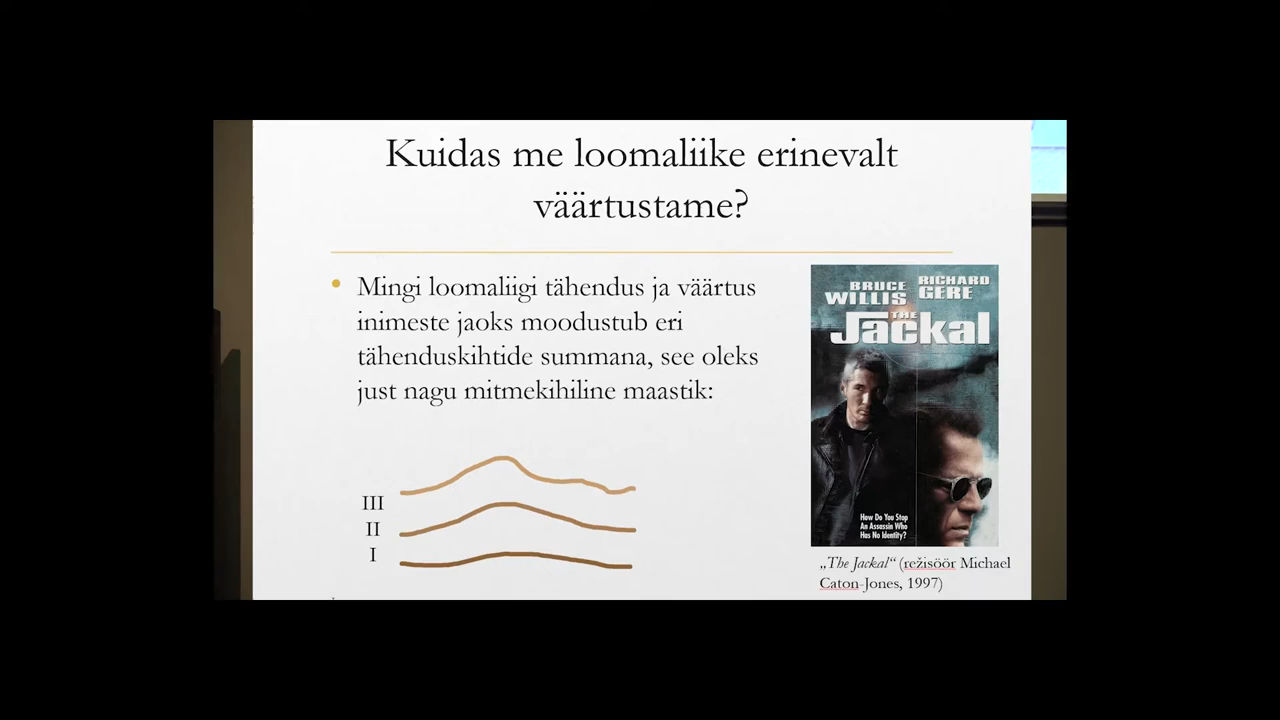 Kuidas me loomaliike erinevalt
väärtustame?
• Mingi loomaliigi tähendus ja väärtus
inimeste jaoks moodustub eri
tähenduskihtide summana, see oleks
just nagu mitmekihiline maastik:
III
II
I
BRUCE
WILLIS
RICHARD
GERE
THE
Jackal
How Do You Stop
An Assassin Who
Has No Identity?
„The Jackal“ (režisöör Michael
Caton-Jones, 1997)